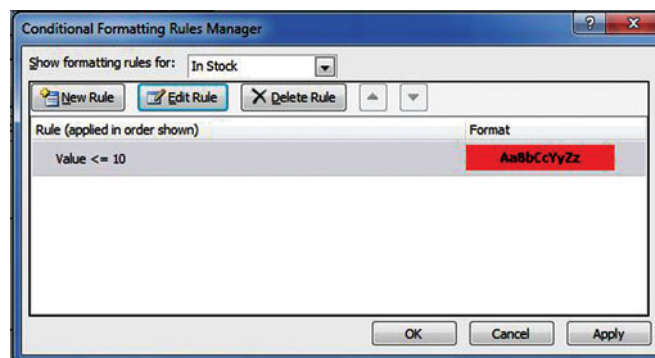 Conditional Formatting Rules Manager
Show formatting rules for: In Stock
New Rule Edit Rule Delete Rule
Rule (applied in order shown) Format
Value <= 10 AaBbCcYyZz
OK Cancel Apply